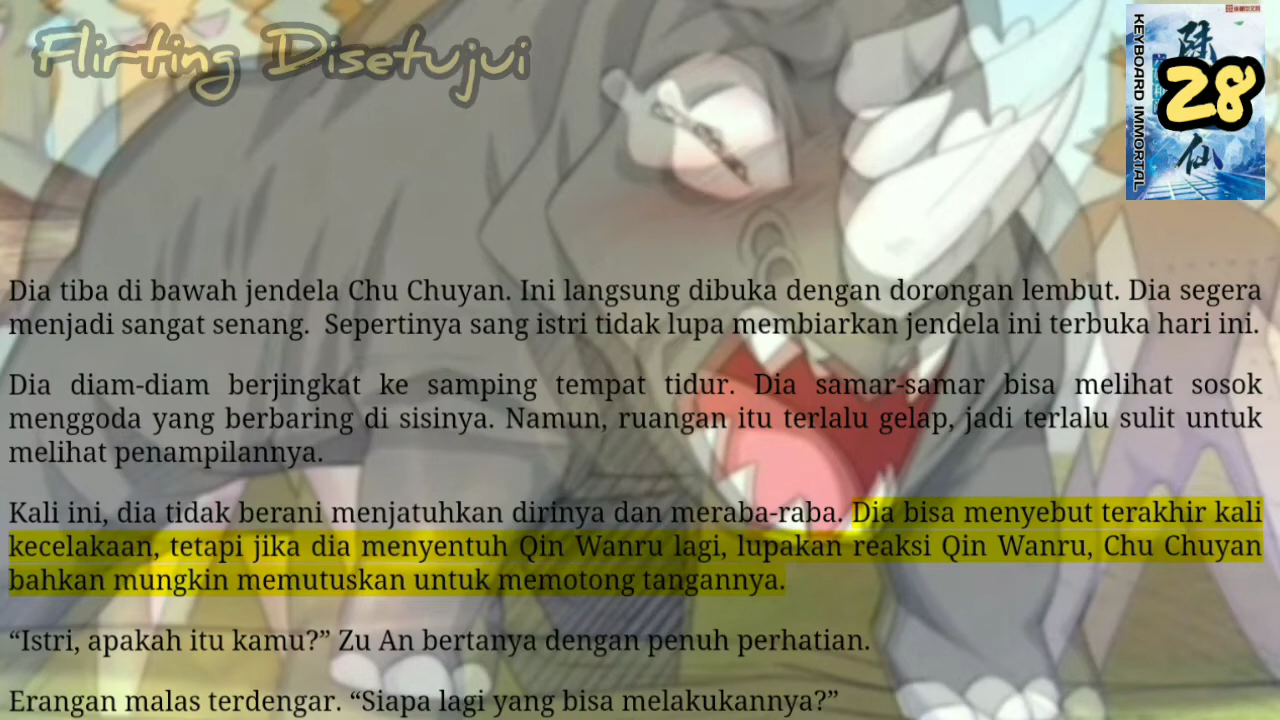 Flirting Disetujui
KEYBOARD IMMORTAL
陆
仙
28
Dia tiba di bawah jendela Chu Chuyan. Ini langsung dibuka dengan dorongan lembut. Dia segera
menjadi sangat senang.  Sepertinya sang istri tidak lupa membiarkan jendela ini terbuka hari ini.
Dia diam-diam berjingkat ke samping tempat tidur. Dia samar-samar bisa melihat sosok
menggoda yang berbaring di sisinya. Namun, ruangan itu terlalu gelap, jadi terlalu sulit untuk
melihat penampilannya.
Kali ini, dia tidak berani menjatuhkan dirinya dan meraba-raba. Dia bisa menyebut terakhir kali
kecelakaan, tetapi jika dia menyentuh Qin Wanru lagi, lupakan reaksi Qin Wanru, Chu Chuyan
bahkan mungkin memutuskan untuk memotong tangannya.
“Istri, apakah itu kamu?” Zu An bertanya dengan penuh perhatian.
Erangan malas terdengar. “Siapa lagi yang bisa melakukannya?”